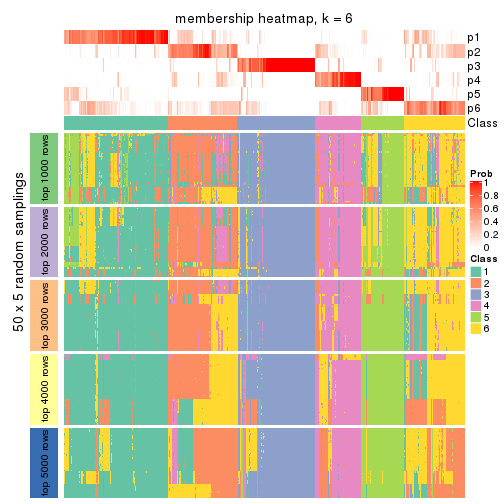 membership heatmap, k = 6
p1
p2
p3
p4
p5
p6
Class
50 x 5 random samplings
top 1000 rows
top 2000 rows
top 3000 rows
top 4000 rows
top 5000 rows
Prob
1
0.8
0.6
0.4
0.2
0
Class
1
2
3
4
5
6